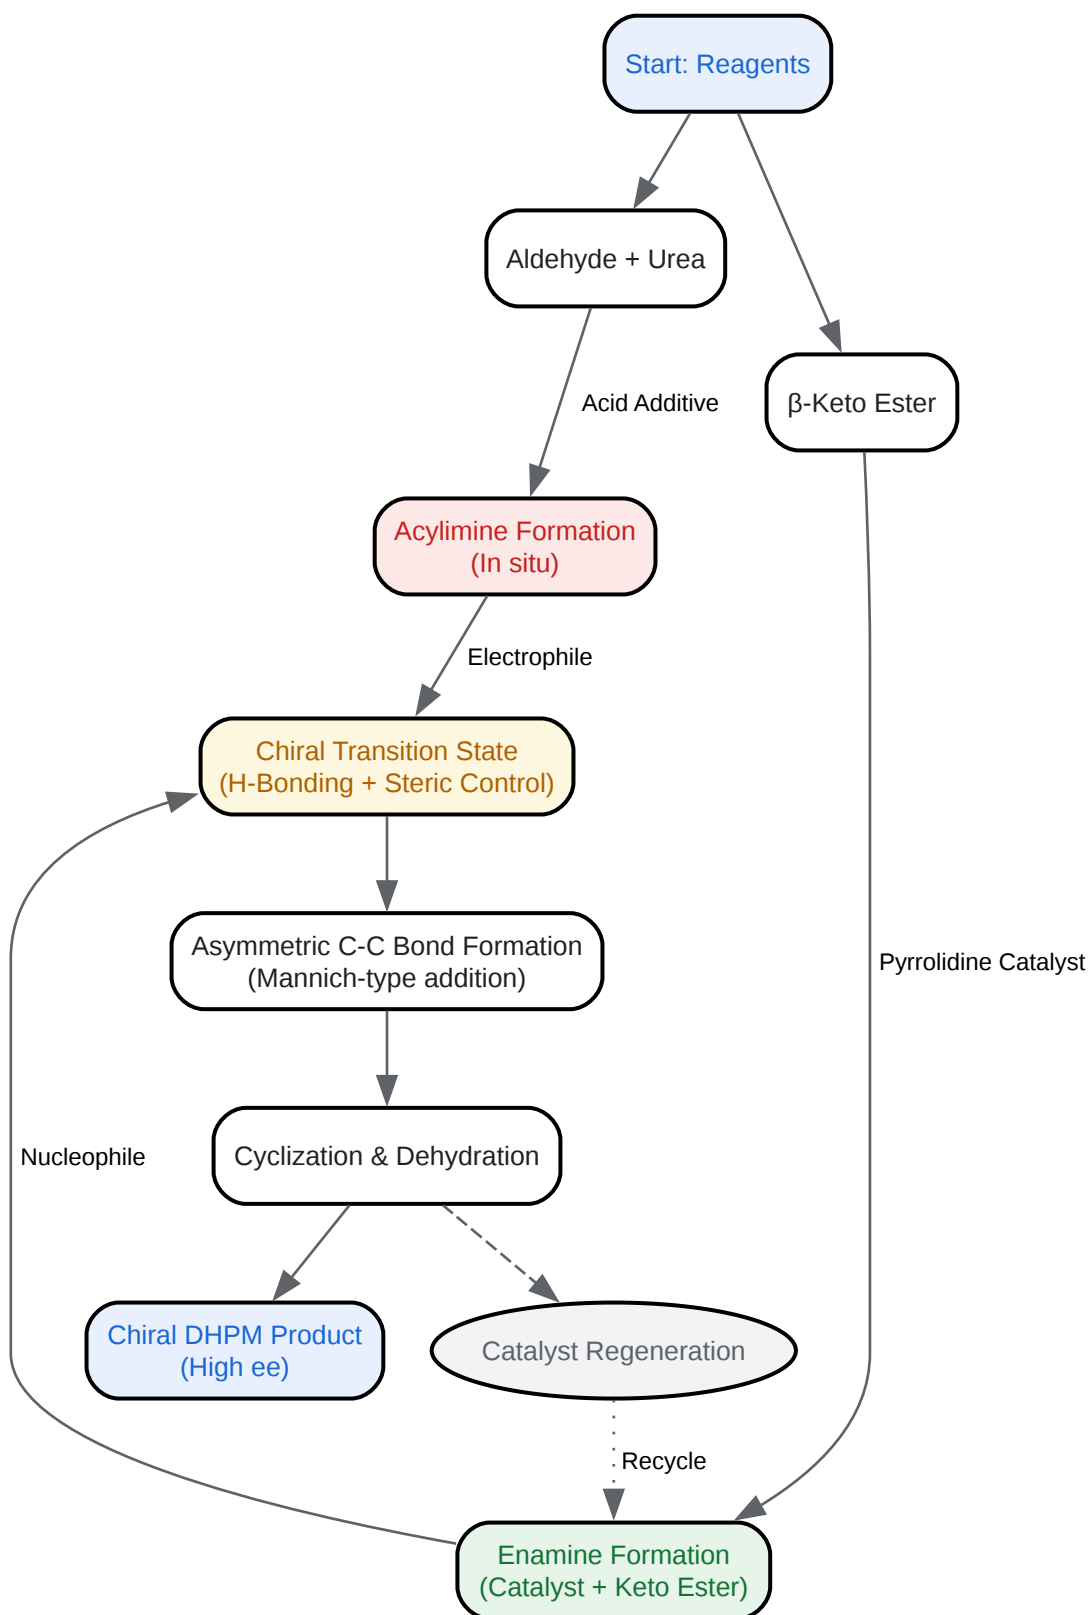 Start: Reagents
Aldehyde + Urea
β-Keto Ester
Acid Additive
Acylimine Formation
(In situ)
Electrophile
Chiral Transition State
(H-Bonding + Steric Control)
Asymmetric C-C Bond Formation
(Mannich-type addition)
Pyrrolidine Catalyst
Nucleophile
Cyclization & Dehydration
Chiral DHPM Product
(High ee)
Catalyst Regeneration
Recycle
Enamine Formation
(Catalyst + Keto Ester)